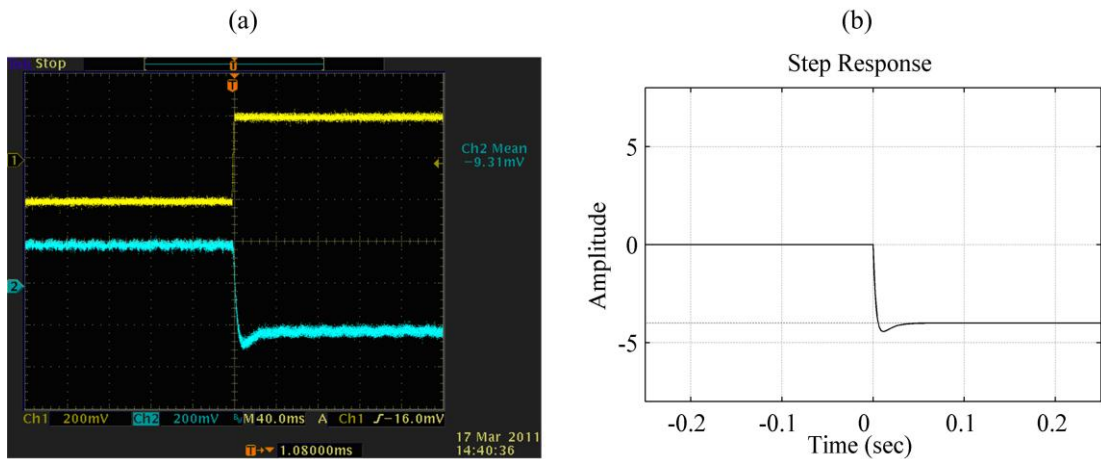 (a)
Stop
T
T
1
2
Ch2 Mean
−9.31mV
Ch1 200mV Ch2 200mV M40.0ms A Ch1 −16.0mV
T 1.08000ms
17 Mar 2011
14:40:36
(b)
Step Response
Amplitude
5
0
-5
-0.2 -0.1 0 0.1 0.2
Time (sec)